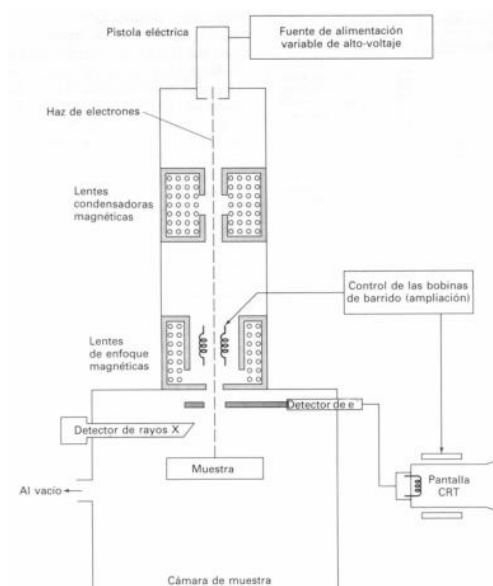 Pistola eléctrica
Fuente de alimentación
variable de alto-voltaje
Haz de electrones
Lentes
condensadoras
magnéticas
Control de las bobinas
de barrido (ampliación)
Lentes
de enfoque
magnéticas
Detector de e
Detector de rayos X
Muestra
Al vacío
Pantalla
CRT
Cámara de muestra